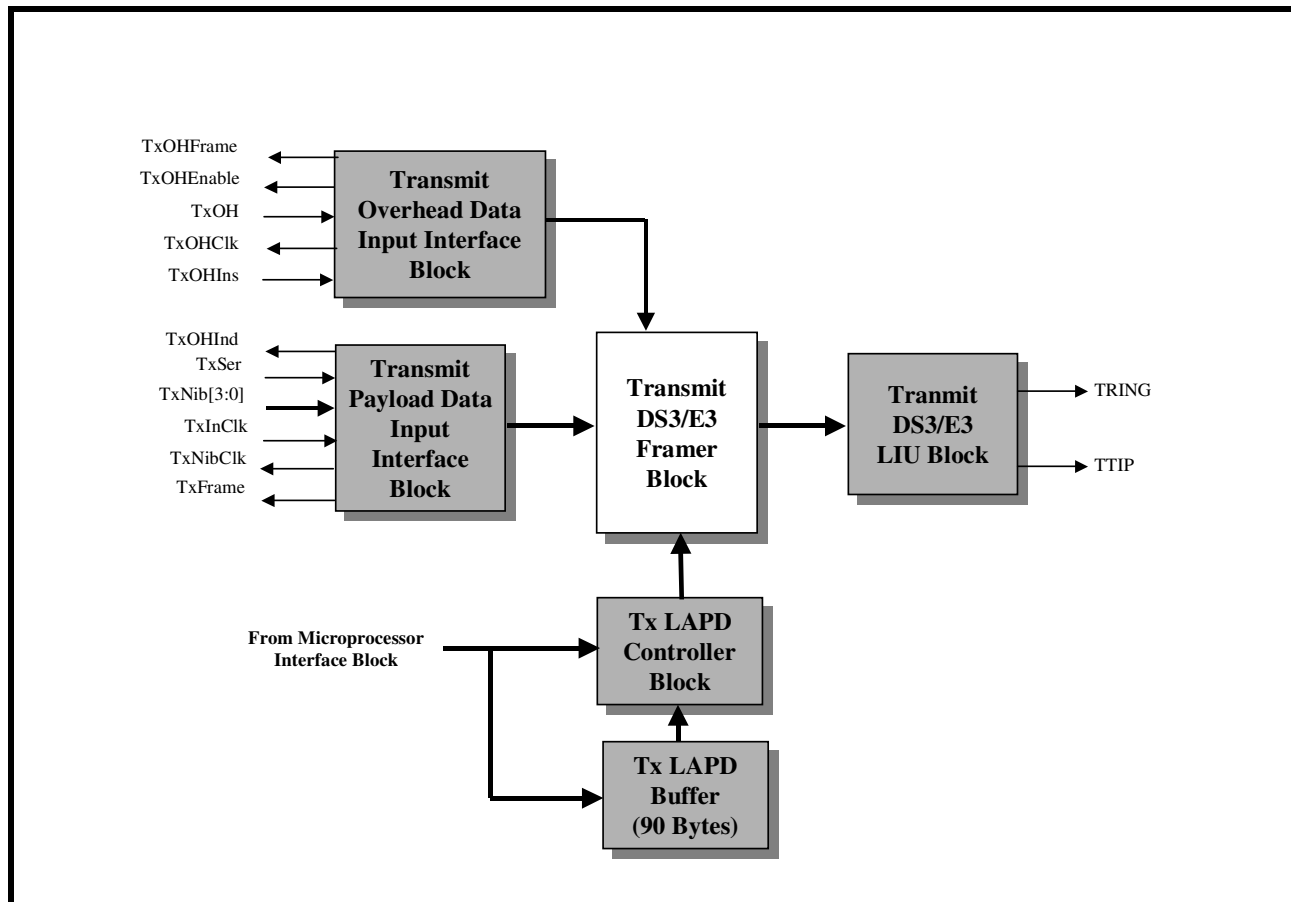 TxOHFrame
TxOHEnable
TxOH
TxOHClk
TxOHIns
Transmit
Overhead Data
Input Interface
Block
TxOHInd
TxSer
TxNib[3:0]
TxInClk
TxNibClk
TxFrame
Transmit
Payload Data
Input
Interface
Block
Transmit
DS3/E3
Framer
Block
Tranmit
DS3/E3
LIU Block
TRING
TTIP
From Microprocessor
Interface Block
Tx LAPD
Controller
Block
Tx LAPD
Buffer
(90 Bytes)